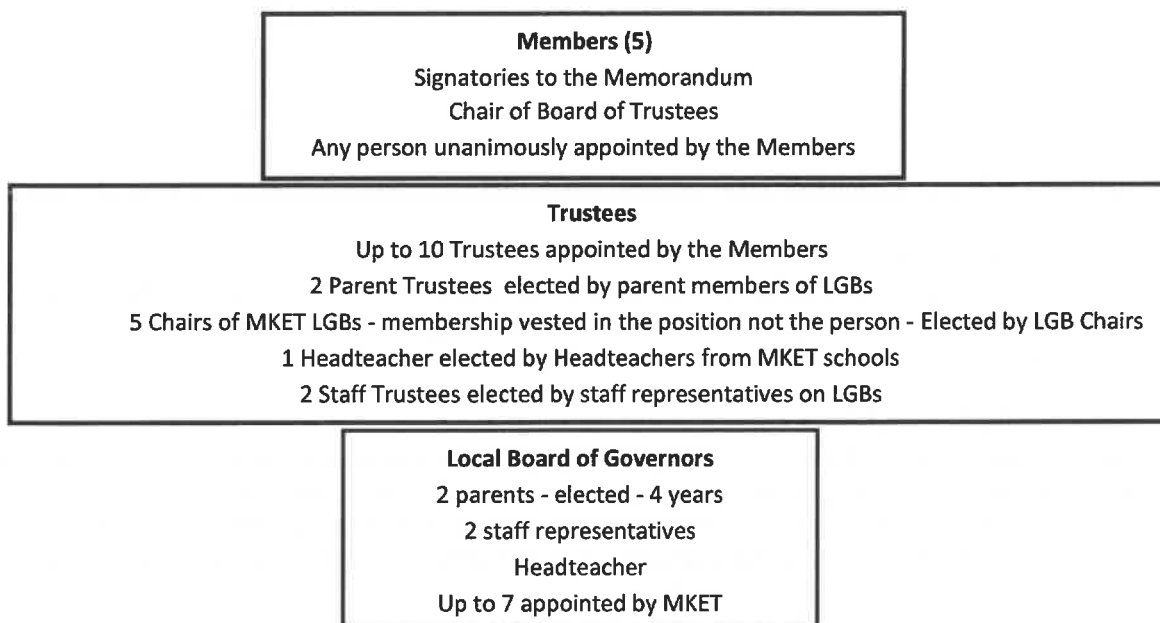 Members (5)
Signatories to the Memorandum
Chair of Board of Trustees
Any person unanimously appointed by the Members
Trustees
Up to 10 Trustees appointed by the Members
2 Parent Trustees elected by parent members of LGBs
5 Chairs of MKET LGBs - membership vested in the position not the person - Elected by LGB Chairs
1 Headteacher elected by Headteachers from MKET schools
2 Staff Trustees elected by staff representatives on LGBs
Local Board of Governors
2 parents - elected - 4 years
2 staff representatives
Headteacher
Up to 7 appointed by MKET